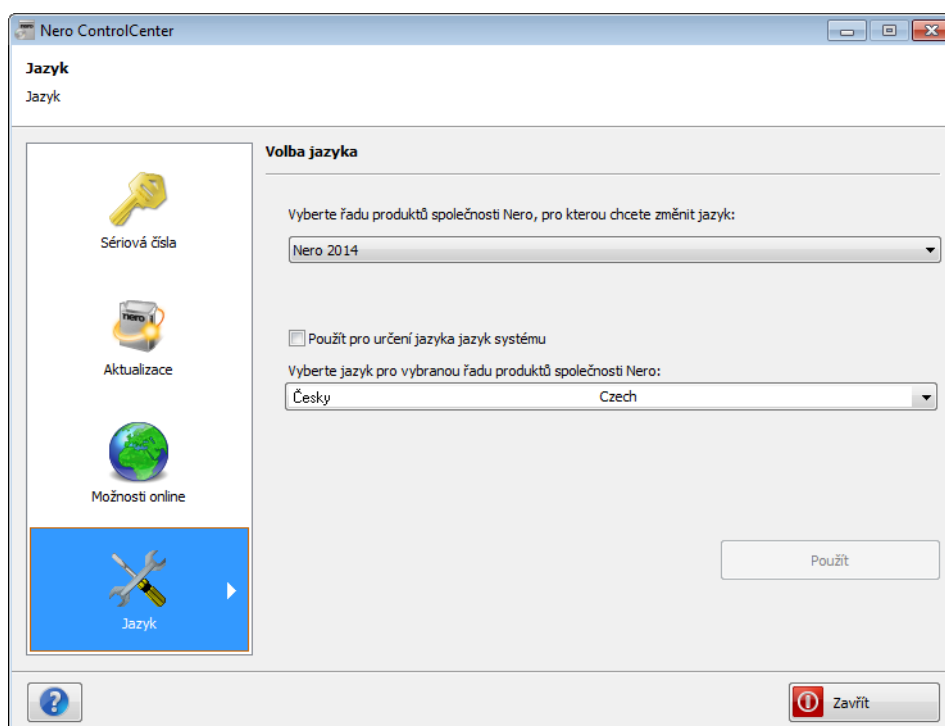 Nero ControlCenter
Jazyk
Jazyk
Volba jazyka
Sériová čísla
Vyberte řadu produktů společnosti Nero, pro kterou chcete změnit jazyk:
Nero 2014
nero
Aktualizace
Použít pro určení jazyka jazyk systému
Vyberte jazyk pro vybranou řadu produktů společnosti Nero:
Česky Czech
Možnosti online
Použít
Jazyk
?
Zavřít